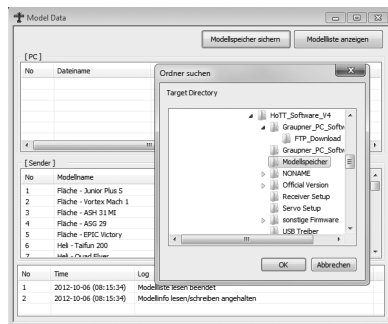 Model Data
Modellspeicher sichern
Modellliste anzeigen
[PC]
No Dateiname
[Sender]
No Modellname
1 Fläche - Junior Plus S
2 Fläche - Vortex Mach 1
3 Fläche - ASH 31 MI
4 Fläche - ASG 29
5 Fläche - EPIC Victory
6 Heli - Taifun 200
7 Heli - Quad Flyer
No Time Log
1 2012-10-06 (08:15:34) Modellliste lesen beendet
2 2012-10-06 (08:15:34) Modellinfo lesen/schreiben angehalten
Ordner suchen
Target Directory
HoTT_Software_V4
Graupner_PC_Softw
FTP_Download
Graupner_PC_Softw
Modellspeicher
NONAME
Official Version
Receiver Setup
Servo Setup
sonstige Firmware
USB Treiber
OK
Abbrechen